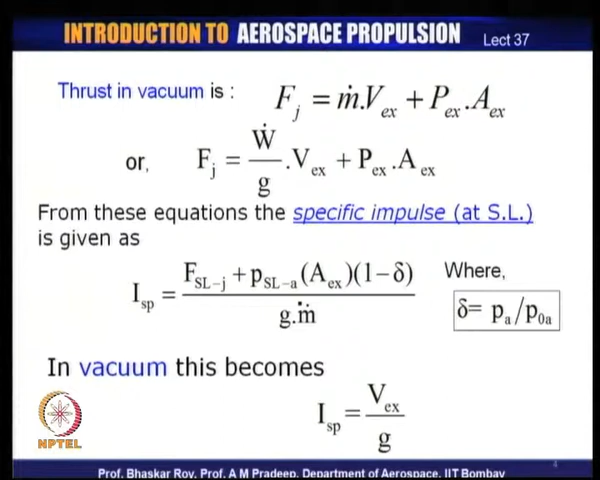 INTRODUCTION TO AEROSPACE PROPULSION Lect 37
Thrust in vacuum is : F_j = ṁ.V_ex + P_ex.A_ex
or, F_j = Ẇ/g .V_ex + P_ex.A_ex
From these equations the specific impulse (at S.L.)
is given as
I_sp = (F_SL-j + p_SL-a (A_ex)(1-δ)) / (g.ṁ) Where,
δ= p_a/p_0a
In vacuum this becomes
I_sp = V_ex / g
NPTEL
4
Prof. Bhaskar Roy, Prof. A M Pradeep, Department of Aerospace, IIT Bombay